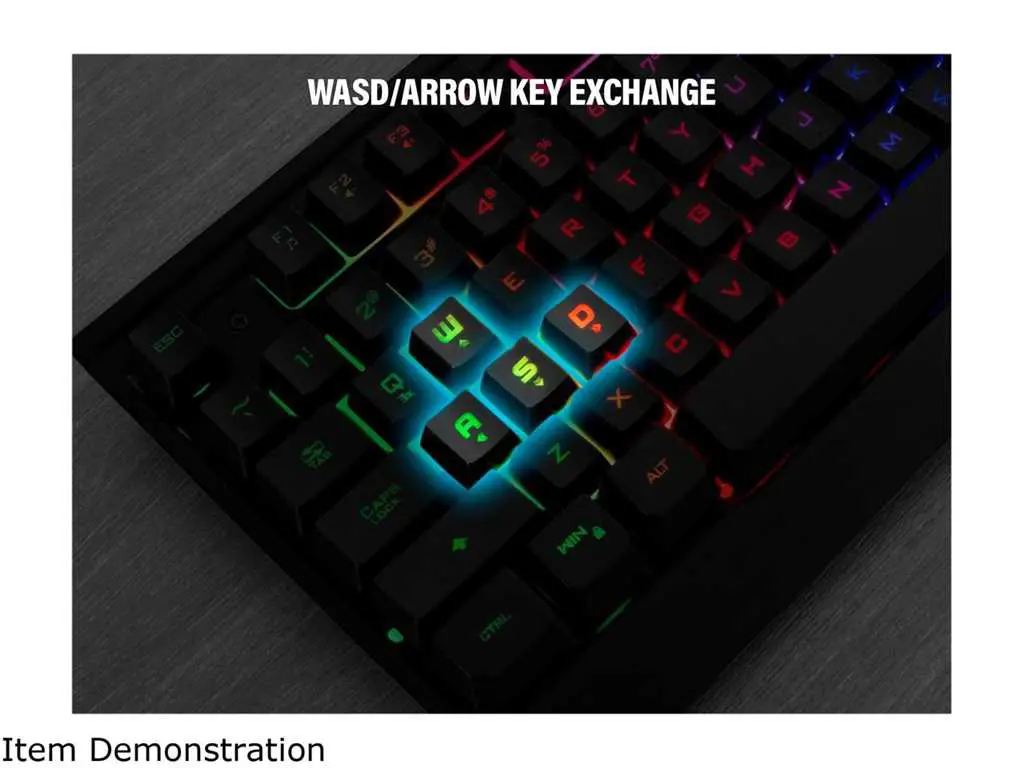 WASD/ARROW KEY EXCHANGE
F3
F2
F1
ESC
1!
2@
3#
4$
5%
6
7
Q
W
E
R
T
Y
U
TAB
CAPS
LOCK
A
S
D
F
G
H
J
K
Z
X
C
V
B
N
M
CTRL
WIN
ALT
Item Demonstration